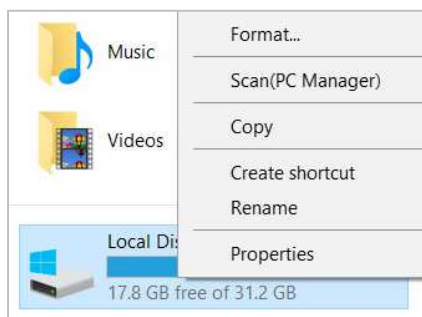 Music
Videos
Local Dis
17.8 GB free of 31.2 GB
Format...
Scan(PC Manager)
Copy
Create shortcut
Rename
Properties